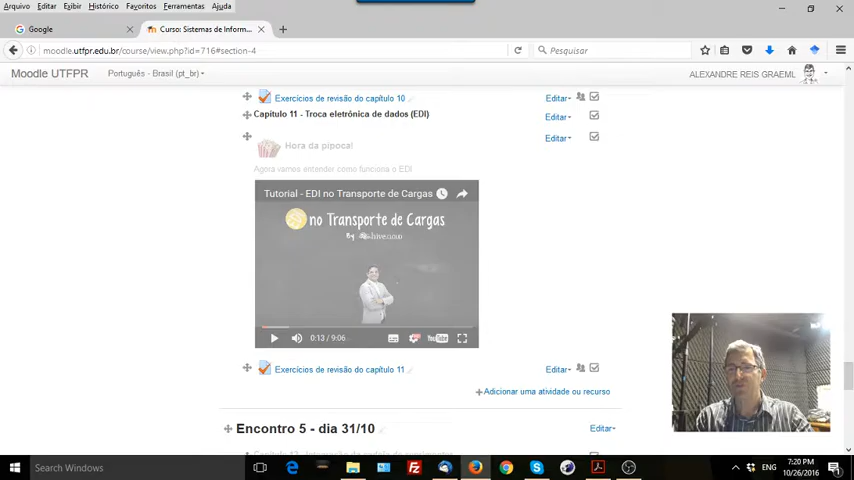 Arquivo Editar Exibir Histórico Favoritos Ferramentas Ajuda
Google
Curso: Sistemas de Inform...
moodle.utfpr.edu.br/course/view.php?id=716#section-4
Pesquisar
Moodle UTFPR
Português - Brasil (pt_br)
ALEXANDRE REIS GRAEML
Exercícios de revisão do capítulo 10
Editar
Capítulo 11 - Troca eletrônica de dados (EDI)
Editar
Hora da pipoca!
Editar
Agora vamos entender como funciona o EDI
Tutorial - EDI no Transporte de Cargas
no Transporte de Cargas
By
0:13 / 9:06
YouTube
Exercícios de revisão do capítulo 11
Editar
Adicionar uma atividade ou recurso
Encontro 5 - dia 31/10
Editar
Search Windows
ENG
7:20 PM
10/26/2016